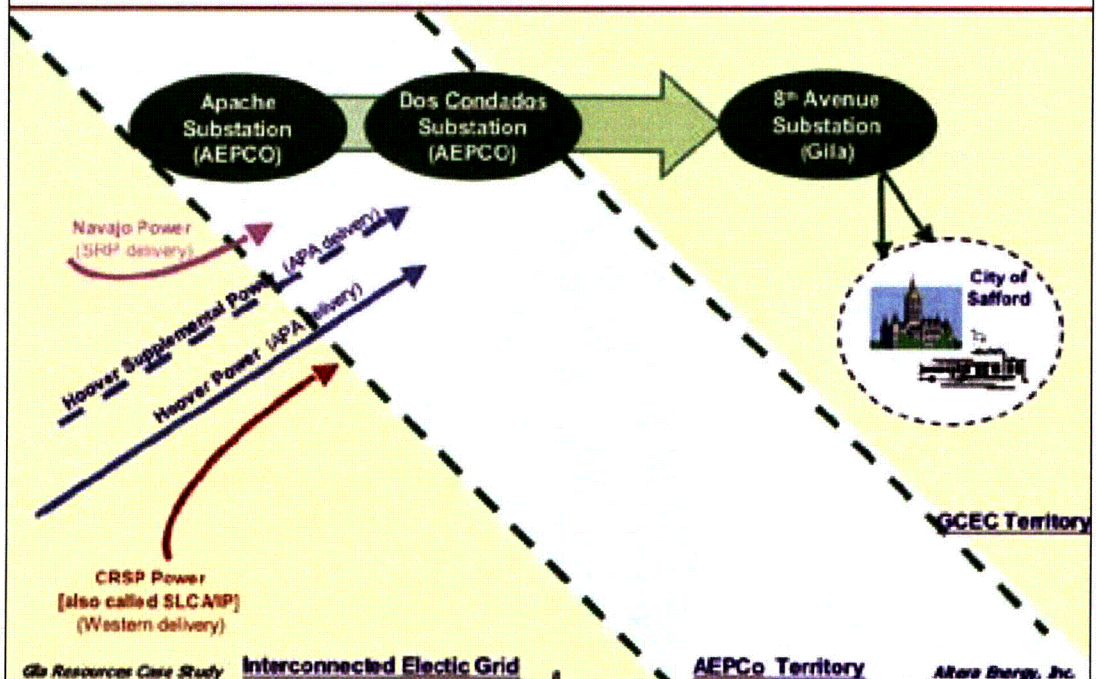 Apache
Substation
(AEPCO)
Dos Condados
Substation
(AEPCO)
8th Avenue
Substation
(Gila)
Navajo Power
(SRP delivery)
Hoover Supplemental Power (APA delivery)
Hoover Power (APA delivery)
City of
Safford
CRSP Power
[also called SLCA/IP]
(Western delivery)
GCEC Territory
Gila Resources Case Study
Interconnected Electic Grid
AEPCo Territory
Altera Energy, Inc.